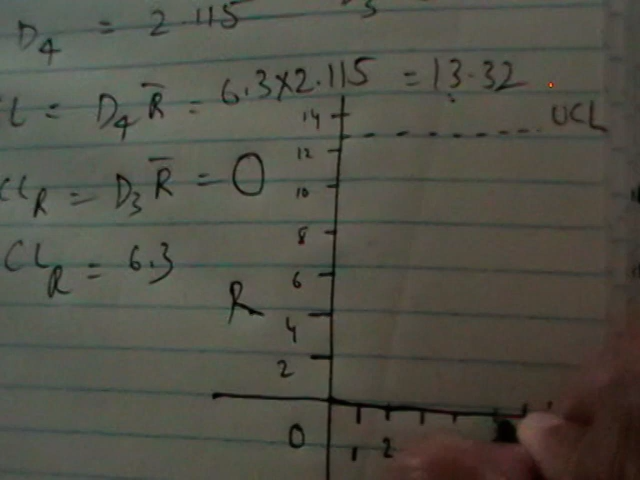 D4 = 2.115
L = D4 R̄ = 6.3×2.115 = 13.32
CLR = D3 R̄ = 0
CLR = 6.3
UCL
14
12
10
8
6
R
4
2
0
1 2